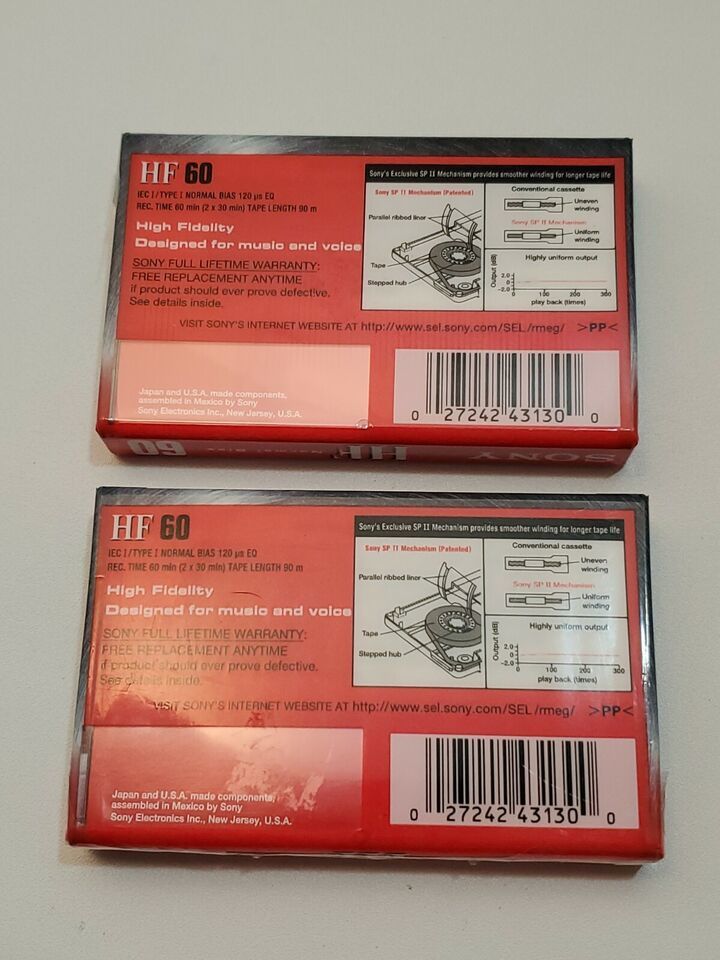 HF 60
IEC I/TYPE I NORMAL BIAS 120 µs EQ
REC. TIME 60 min (2 x 30 min) TAPE LENGTH 90 m
High Fidelity
Designed for music and voice
SONY FULL LIFETIME WARRANTY:
FREE REPLACEMENT ANYTIME
if product should ever prove defective.
See details inside.
Sony's Exclusive SP II Mechanism provides smoother winding for longer tape life
Sony SP II Mechanism (Patented)
Parallel ribbed liner
Tape
Stepped hub
Conventional cassette
Uneven
winding
Sony SP II Mechanism
Uniform
winding
Highly uniform output
Output (dB)
2.0
0
-2.0
0 100 200 300
play back (times)
VISIT SONY'S INTERNET WEBSITE AT http://www.sel.sony.com/SEL/rmeg/ >PP<
Japan and U.S.A. made components,
assembled in Mexico by Sony
Sony Electronics Inc., New Jersey, U.S.A.
0 27242 43130 0
SONY HF 60
HF 60
IEC I/TYPE I NORMAL BIAS 120 µs EQ
REC. TIME 60 min (2 x 30 min) TAPE LENGTH 90 m
High Fidelity
Designed for music and voice
SONY FULL LIFETIME WARRANTY:
FREE REPLACEMENT ANYTIME
if product should ever prove defective.
See details inside.
Sony's Exclusive SP II Mechanism provides smoother winding for longer tape life
Sony SP II Mechanism (Patented)
Parallel ribbed liner
Tape
Stepped hub
Conventional cassette
Uneven
winding
Sony SP II Mechanism
Uniform
winding
Highly uniform output
Output (dB)
2.0
0
-2.0
0 100 200 300
play back (times)
VISIT SONY'S INTERNET WEBSITE AT http://www.sel.sony.com/SEL/rmeg/ >PP<
Japan and U.S.A. made components,
assembled in Mexico by Sony
Sony Electronics Inc., New Jersey, U.S.A.
0 27242 43130 0